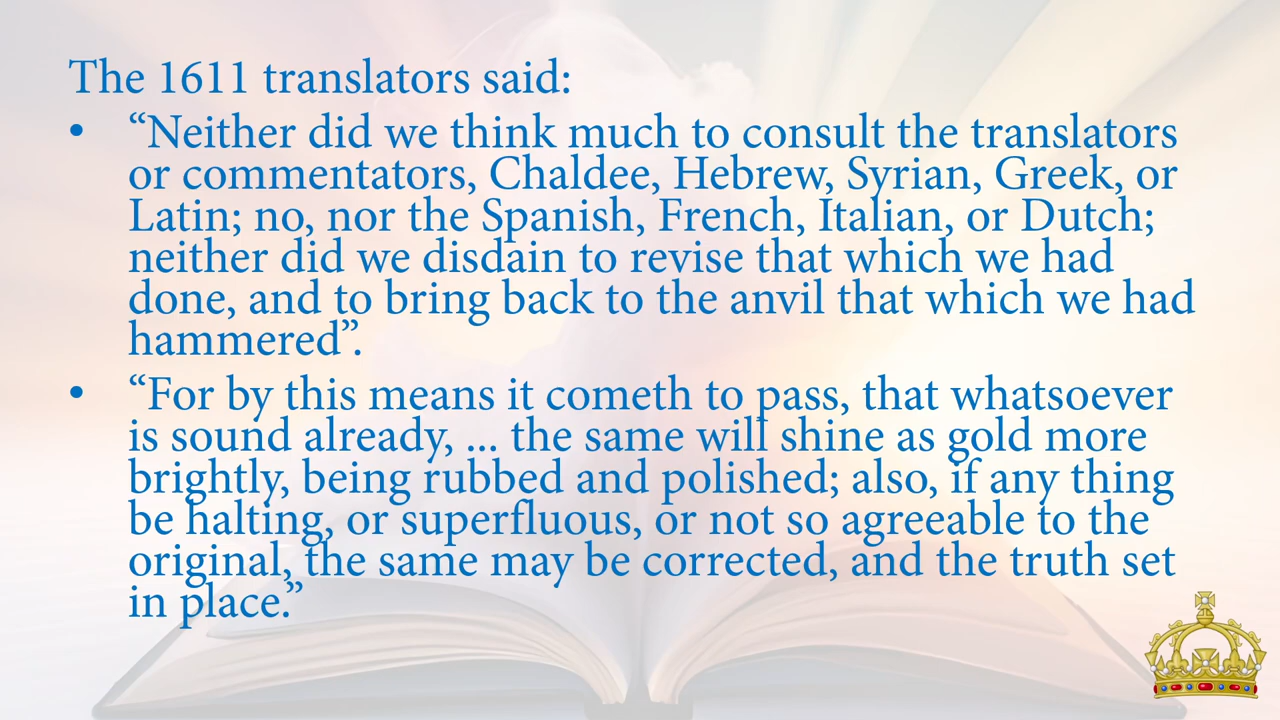 The 1611 translators said:
• “Neither did we think much to consult the translators
or commentators, Chaldee, Hebrew, Syrian, Greek, or
Latin; no, nor the Spanish, French, Italian, or Dutch;
neither did we disdain to revise that which we had
done, and to bring back to the anvil that which we had
hammered”.
• “For by this means it cometh to pass, that whatsoever
is sound already, ... the same will shine as gold more
brightly, being rubbed and polished; also, if any thing
be halting, or superfluous, or not so agreeable to the
original, the same may be corrected, and the truth set
in place.”